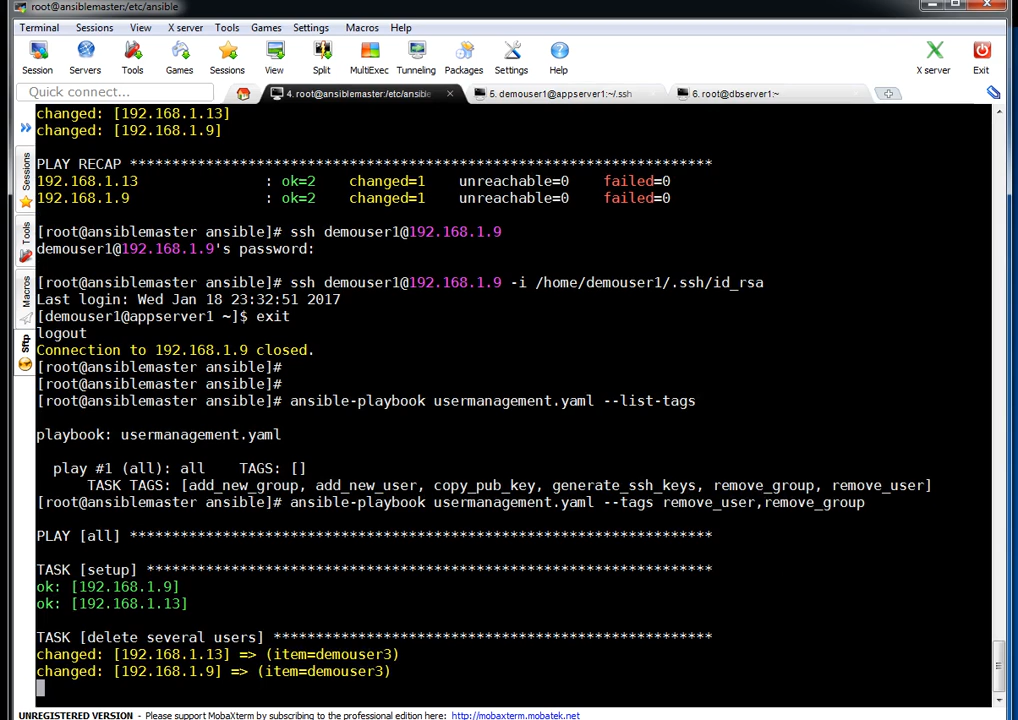 root@ansiblemaster:/etc/ansible
Terminal Sessions View X server Tools Games Settings Macros Help
Session Servers Tools Games Sessions View Split MultiExec Tunneling Packages Settings Help X server Exit
Quick connect...
4. root@ansiblemaster:/etc/ansible
5. demouser1@appserver1:~/.ssh
6. root@dbserver1:~
Sessions
Tools
Macros
Sftp
changed: [192.168.1.13]
changed: [192.168.1.9]
PLAY RECAP *********************************************************************
192.168.1.13 : ok=2 changed=1 unreachable=0 failed=0
192.168.1.9 : ok=2 changed=1 unreachable=0 failed=0
[root@ansiblemaster ansible]# ssh demouser1@192.168.1.9
demouser1@192.168.1.9's password:
[root@ansiblemaster ansible]# ssh demouser1@192.168.1.9 -i /home/demouser1/.ssh/id_rsa
Last login: Wed Jan 18 23:32:51 2017
[demouser1@appserver1 ~]$ exit
logout
Connection to 192.168.1.9 closed.
[root@ansiblemaster ansible]#
[root@ansiblemaster ansible]#
[root@ansiblemaster ansible]# ansible-playbook usermanagement.yaml --list-tags
playbook: usermanagement.yaml
play #1 (all): all TAGS: []
TASK TAGS: [add_new_group, add_new_user, copy_pub_key, generate_ssh_keys, remove_group, remove_user]
[root@ansiblemaster ansible]# ansible-playbook usermanagement.yaml --tags remove_user,remove_group
PLAY [all] *********************************************************************
TASK [setup] *******************************************************************
ok: [192.168.1.9]
ok: [192.168.1.13]
TASK [delete several users] ****************************************************
changed: [192.168.1.13] => (item=demouser3)
changed: [192.168.1.9] => (item=demouser3)
UNREGISTERED VERSION - Please support MobaXterm by subscribing to the professional edition here: http://mobaxterm.mobatek.net